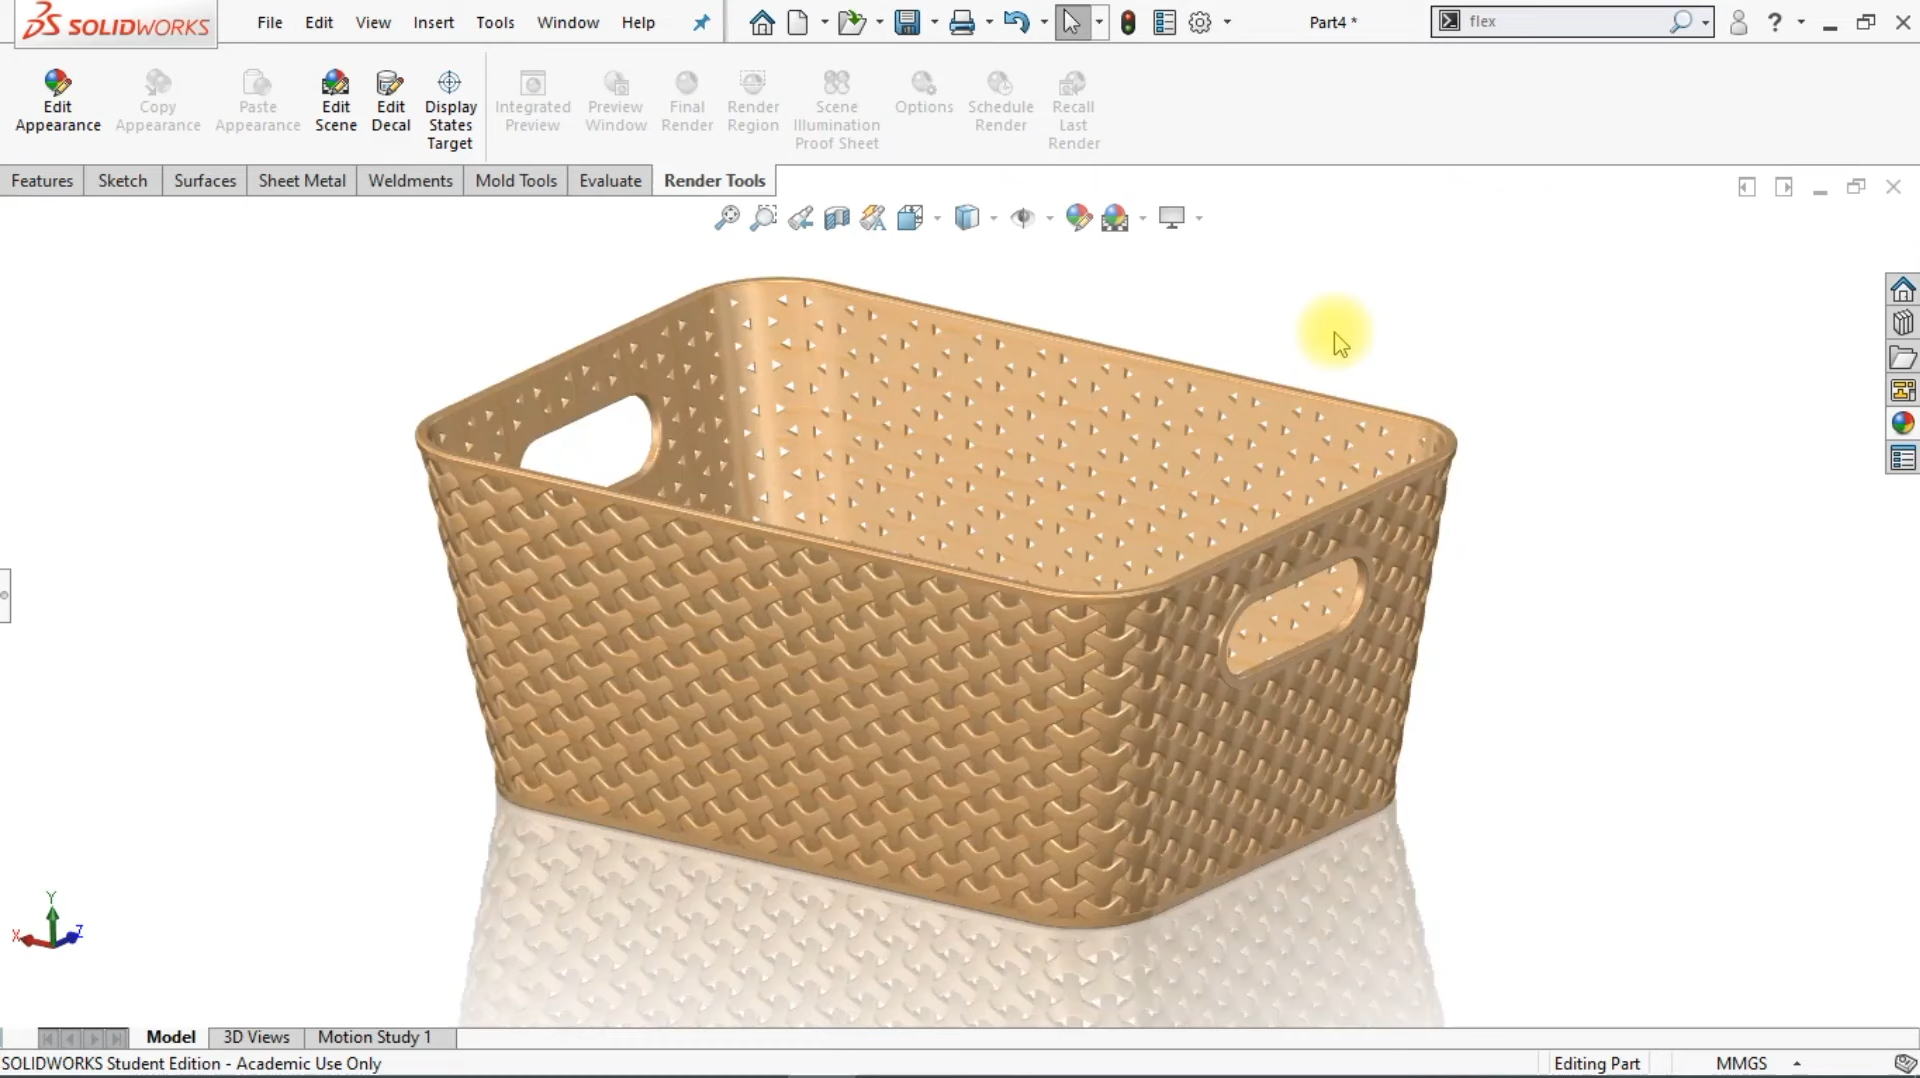 SOLIDWORKS File Edit View Insert Tools Window Help Part4 * flex ?
Edit Appearance
Copy Appearance
Paste Appearance
Edit Scene
Edit Decal
Display States Target
Integrated Preview
Preview Window
Final Render
Render Region
Scene Illumination Proof Sheet
Options
Schedule Render
Recall Last Render
Features Sketch Surfaces Sheet Metal Weldments Mold Tools Evaluate Render Tools
Y
X Z
Model 3D Views Motion Study 1
SOLIDWORKS Student Edition - Academic Use Only Editing Part MMGS